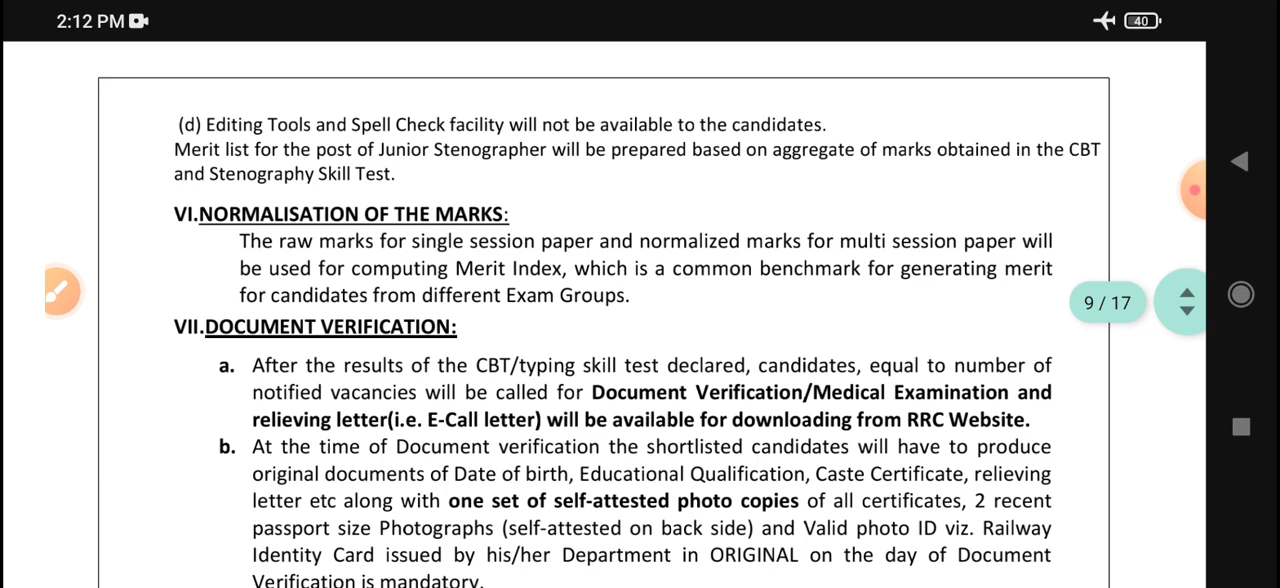 2:12 PM
40
(d) Editing Tools and Spell Check facility will not be available to the candidates.
Merit list for the post of Junior Stenographer will be prepared based on aggregate of marks obtained in the CBT
and Stenography Skill Test.
VI.NORMALISATION OF THE MARKS:
The raw marks for single session paper and normalized marks for multi session paper will
be used for computing Merit Index, which is a common benchmark for generating merit
for candidates from different Exam Groups.
9 / 17
VII.DOCUMENT VERIFICATION:
a. After the results of the CBT/typing skill test declared, candidates, equal to number of
notified vacancies will be called for Document Verification/Medical Examination and
relieving letter(i.e. E-Call letter) will be available for downloading from RRC Website.
b. At the time of Document verification the shortlisted candidates will have to produce
original documents of Date of birth, Educational Qualification, Caste Certificate, relieving
letter etc along with one set of self-attested photo copies of all certificates, 2 recent
passport size Photographs (self-attested on back side) and Valid photo ID viz. Railway
Identity Card issued by his/her Department in ORIGINAL on the day of Document
Verification is mandatory.